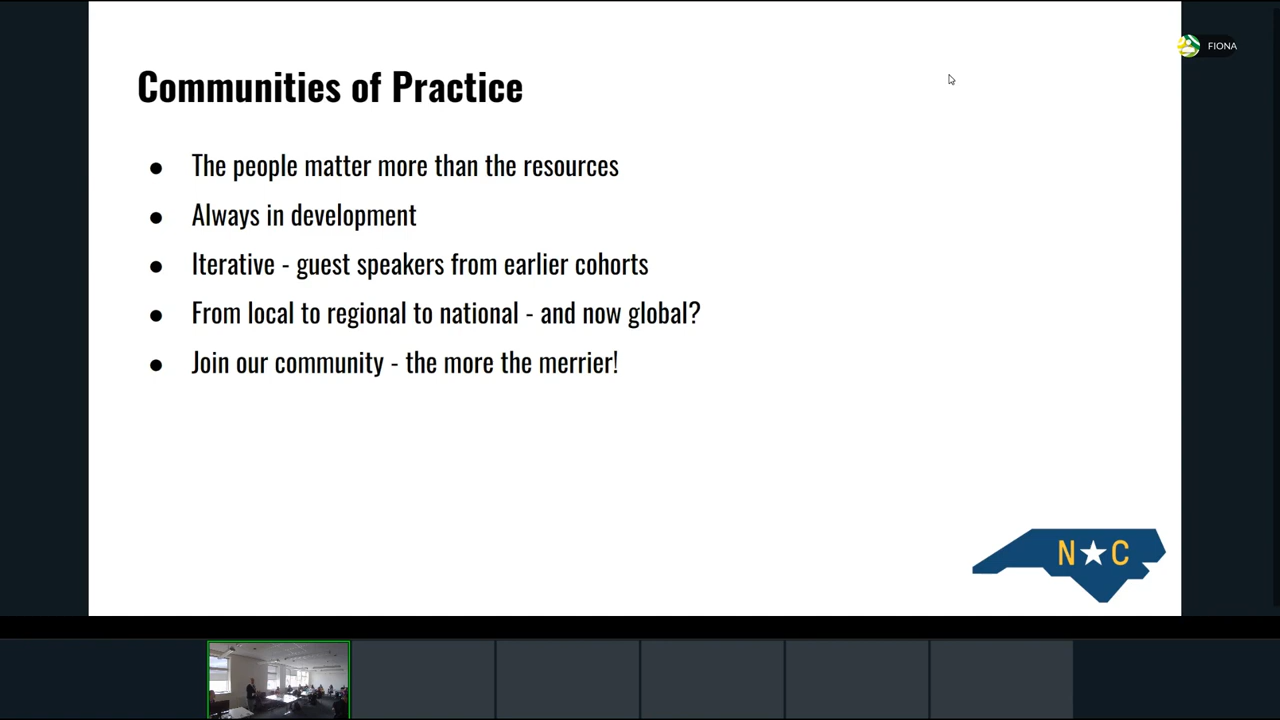 FIONA
Communities of Practice
● The people matter more than the resources
● Always in development
● Iterative - guest speakers from earlier cohorts
● From local to regional to national - and now global?
● Join our community - the more the merrier!
N★C